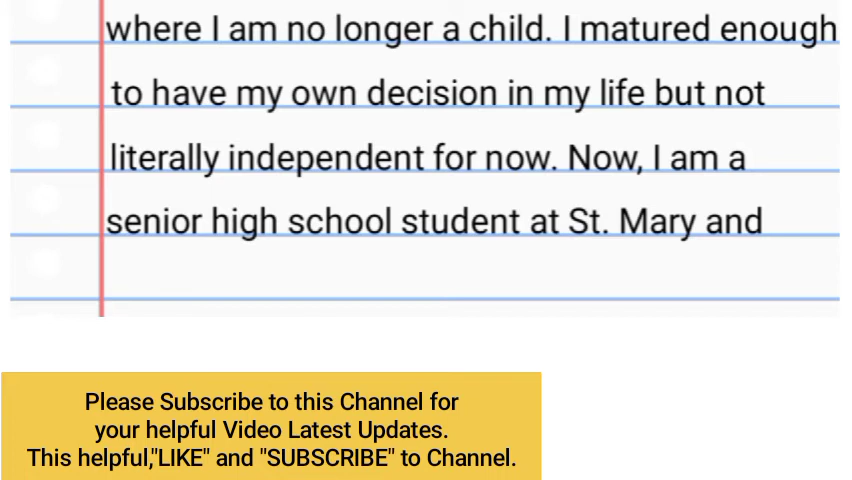 where I am no longer a child. I matured enough
to have my own decision in my life but not
literally independent for now. Now, I am a
senior high school student at St. Mary and
Please Subscribe to this Channel for
your helpful Video Latest Updates.
This helpful,"LIKE" and "SUBSCRIBE" to Channel.